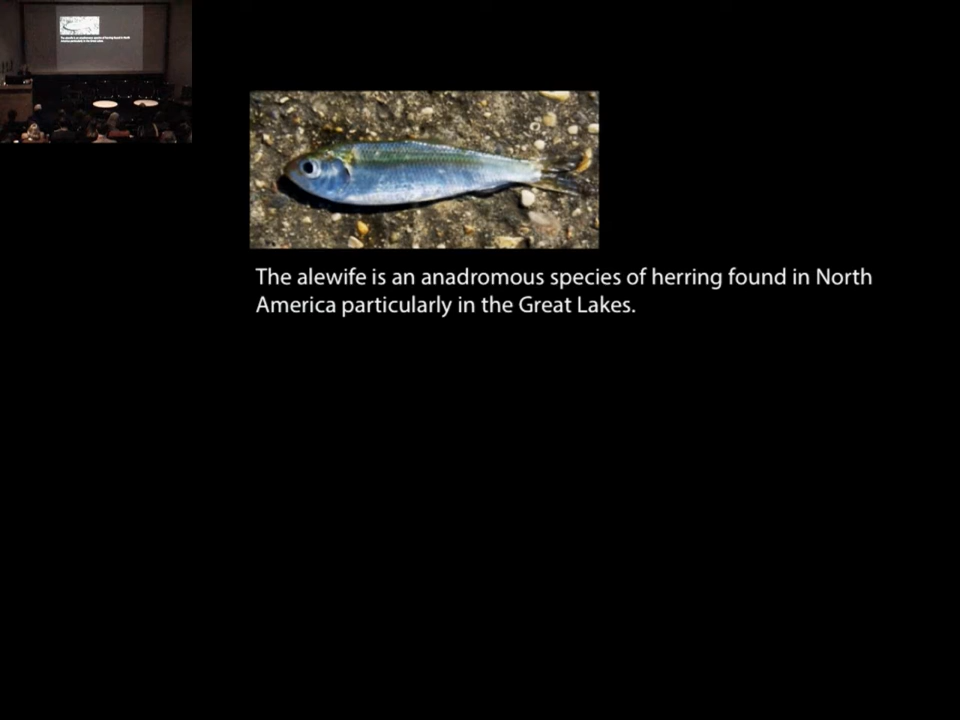 The alewife is an anadromous species of herring found in North
America particularly in the Great Lakes.